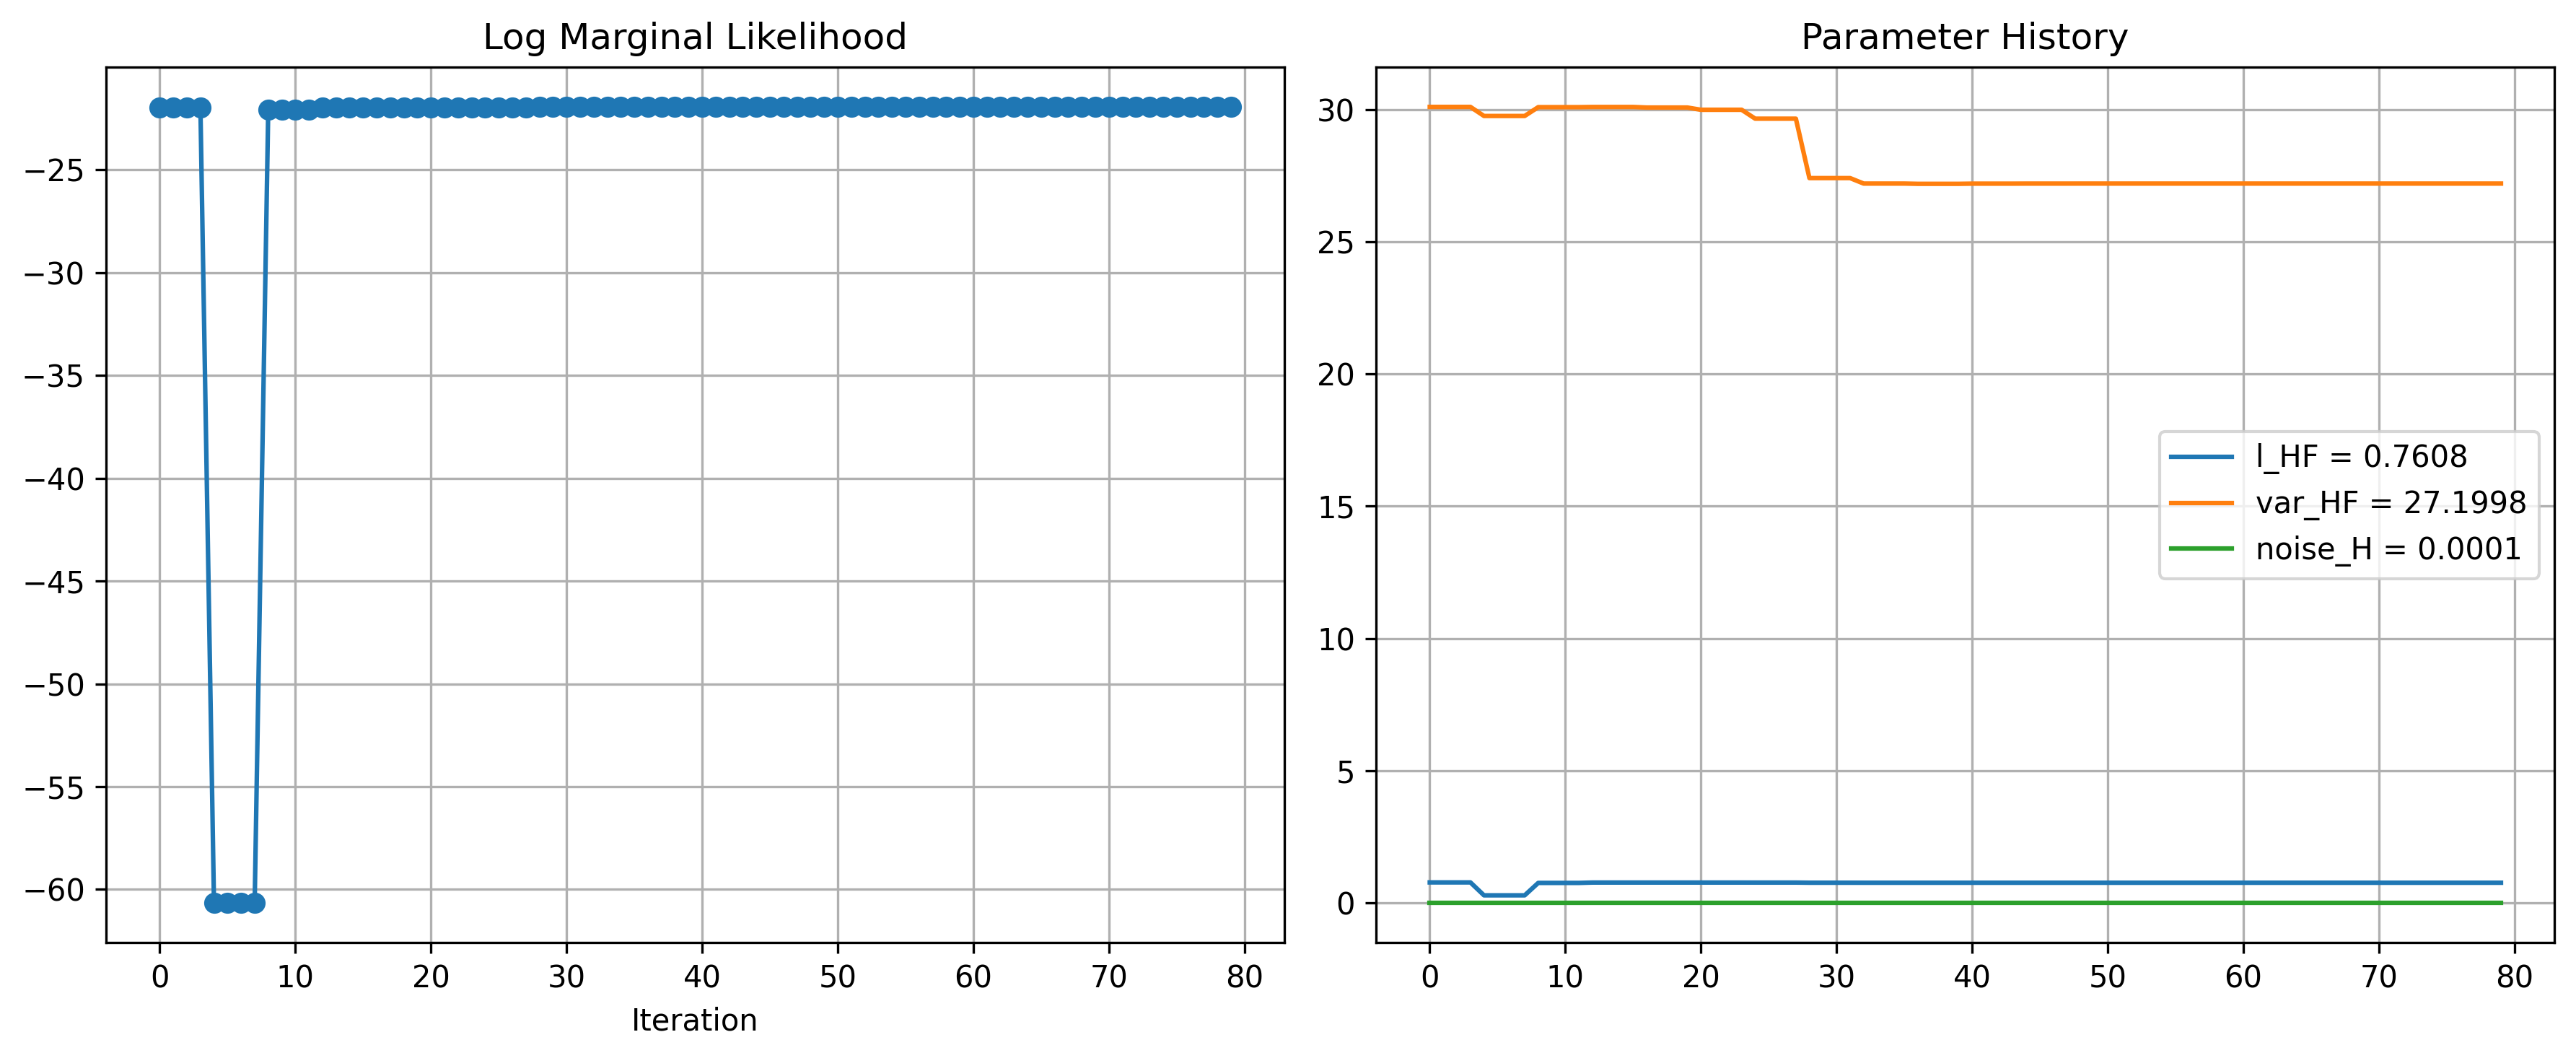 Log Marginal Likelihood
−25
−30
−35
−40
−45
−50
−55
−60
0 10 20 30 40 50 60 70 80
Iteration
Parameter History
30
25
20
15
10
5
0
l_HF = 0.7608
var_HF = 27.1998
noise_H = 0.0001
0 10 20 30 40 50 60 70 80